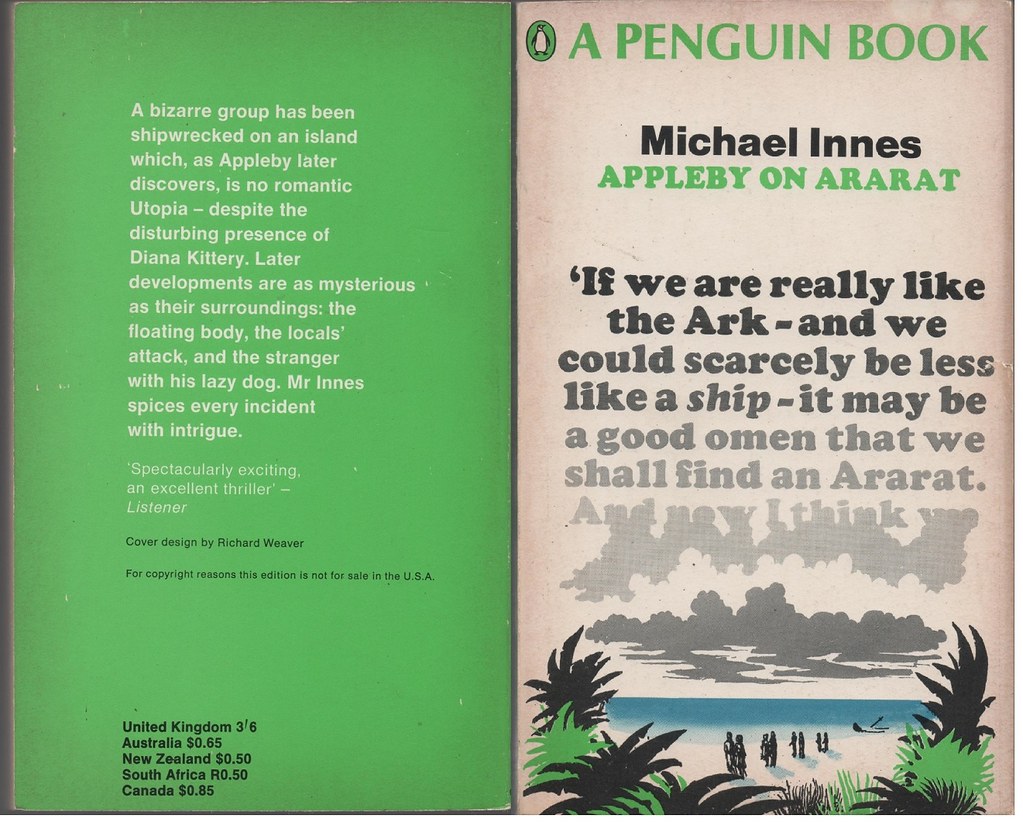 A bizarre group has been
shipwrecked on an island
which, as Appleby later
discovers, is no romantic
Utopia – despite the
disturbing presence of
Diana Kittery. Later
developments are as mysterious
as their surroundings: the
floating body, the locals'
attack, and the stranger
with his lazy dog. Mr Innes
spices every incident
with intrigue.
'Spectacularly exciting,
an excellent thriller' –
Listener
Cover design by Richard Weaver
For copyright reasons this edition is not for sale in the U.S.A.
United Kingdom 3/6
Australia $0.65
New Zealand $0.50
South Africa R0.50
Canada $0.85
A PENGUIN BOOK
Michael Innes
APPLEBY ON ARARAT
'If we are really like
the Ark – and we
could scarcely be less
like a ship – it may be
a good omen that we
shall find an Ararat.
And now I think we